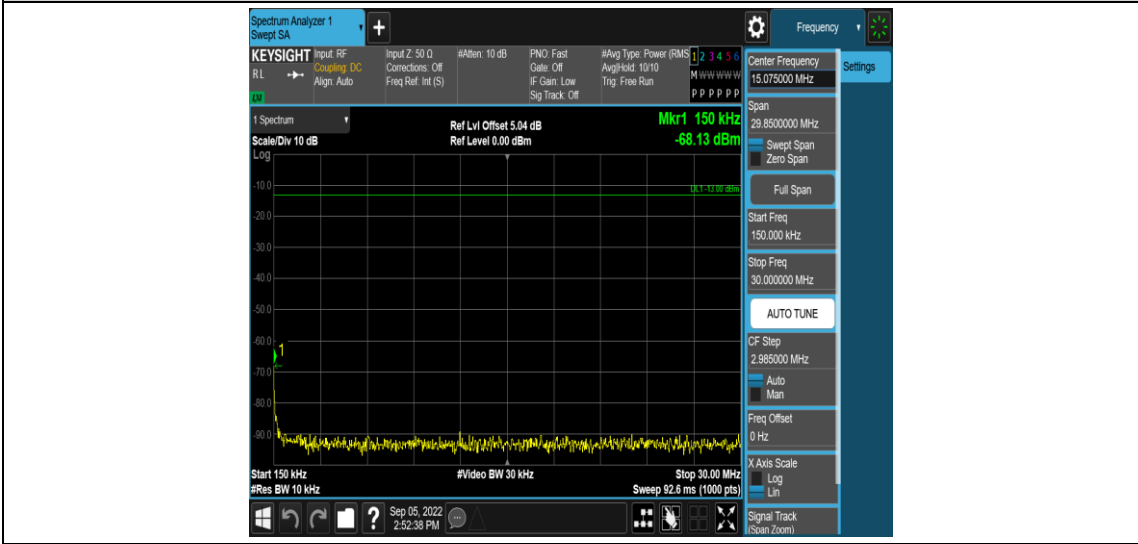 Spectrum Analyzer 1
Swept SA
+
Frequency
KEYSIGHT
RL
Input: RF
Coupling: DC
Align: Auto
Input Z: 50 Ω
Corrections: Off
Freq Ref: Int (S)
#Atten: 10 dB
PNO: Fast
Gate: Off
IF Gain: Low
Sig Track: Off
#Avg Type: Power (RMS
Avg|Hold: 10/10
Trig: Free Run
1 2 3 4 5 6
M W W W W W
P P P P P P
1 Spectrum
Scale/Div 10 dB
Log
Ref Lvl Offset 5.04 dB
Ref Level 0.00 dBm
Mkr1 150 kHz
-68.13 dBm
DL1 -13.00 dBm
-10.0
-20.0
-30.0
-40.0
-50.0
-60.0
1
-70.0
-80.0
-90.0
Start 150 kHz
#Res BW 10 kHz
#Video BW 30 kHz
Stop 30.00 MHz
Sweep 92.6 ms (1000 pts)
?
Sep 05, 2022
2:52:38 PM
Center Frequency
15.075000 MHz
Settings
Span
29.8500000 MHz
Swept Span
Zero Span
Full Span
Start Freq
150.000 kHz
Stop Freq
30.000000 MHz
AUTO TUNE
CF Step
2.985000 MHz
Auto
Man
Freq Offset
0 Hz
X Axis Scale
Log
Lin
Signal Track
(Span Zoom)